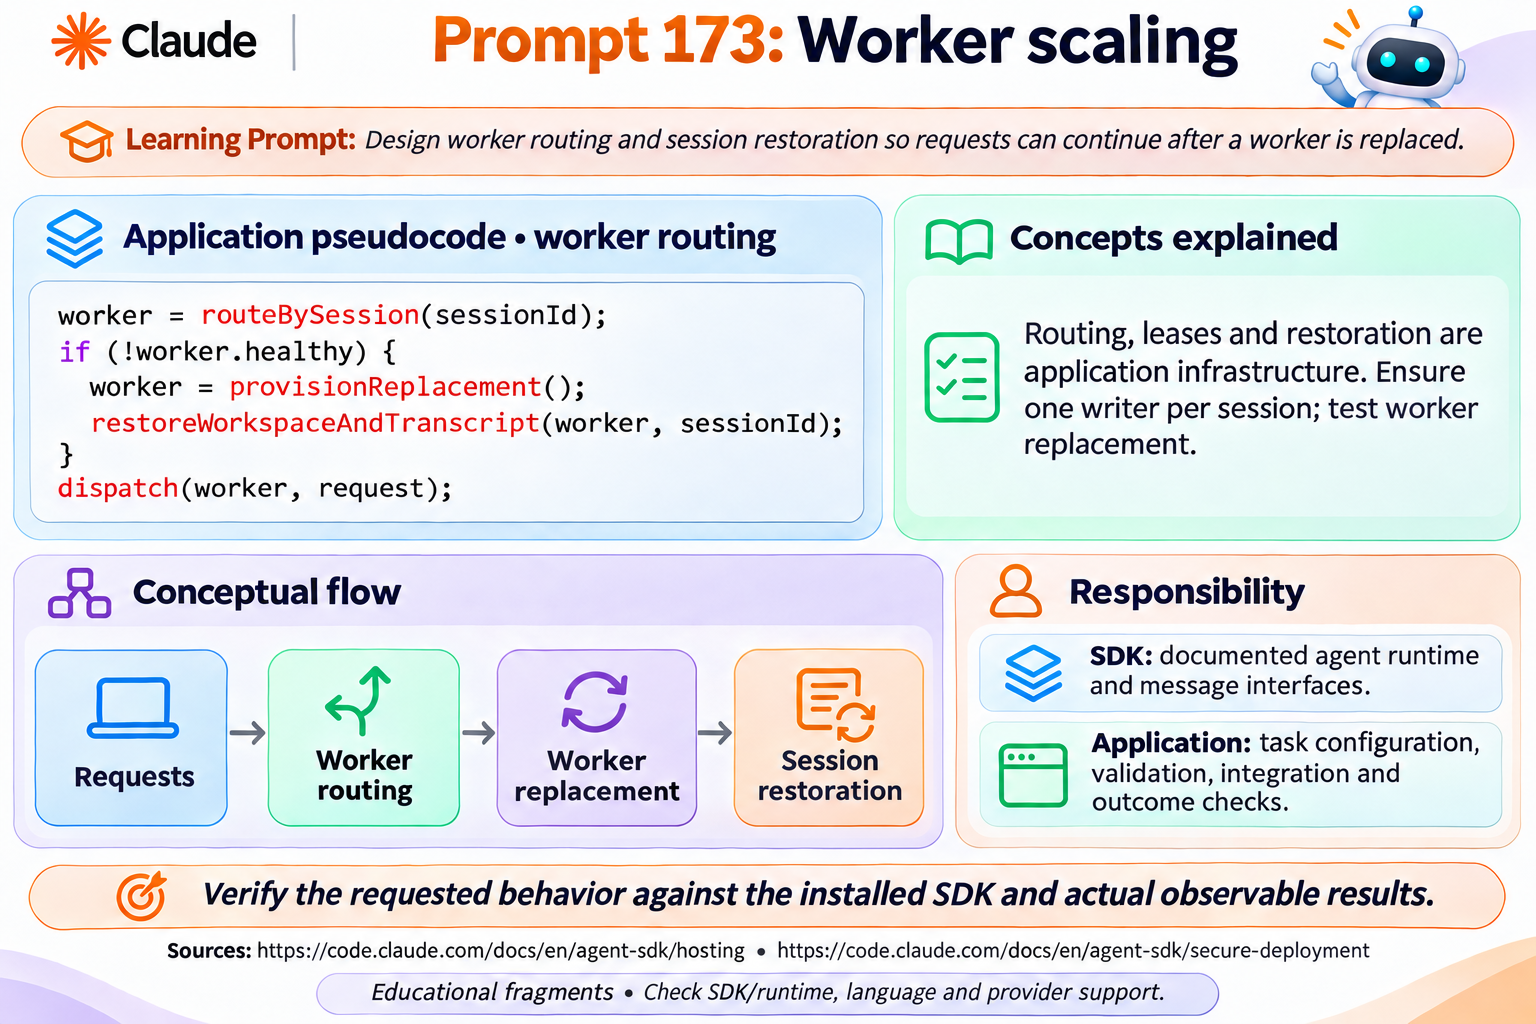 Claude
Prompt 173: Worker scaling
Learning Prompt: Design worker routing and session restoration so requests can continue after a worker is replaced.
Application pseudocode • worker routing
worker = routeBySession(sessionId);
if (!worker.healthy) {
  worker = provisionReplacement();
  restoreWorkspaceAndTranscript(worker, sessionId);
}
dispatch(worker, request);
Concepts explained
Routing, leases and restoration are
application infrastructure. Ensure
one writer per session; test worker
replacement.
Conceptual flow
Requests
Worker
routing
Worker
replacement
Session
restoration
Responsibility
SDK: documented agent runtime
and message interfaces.
Application: task configuration,
validation, integration and
outcome checks.
Verify the requested behavior against the installed SDK and actual observable results.
Sources: https://code.claude.com/docs/en/agent-sdk/hosting • https://code.claude.com/docs/en/agent-sdk/secure-deployment
Educational fragments • Check SDK/runtime, language and provider support.